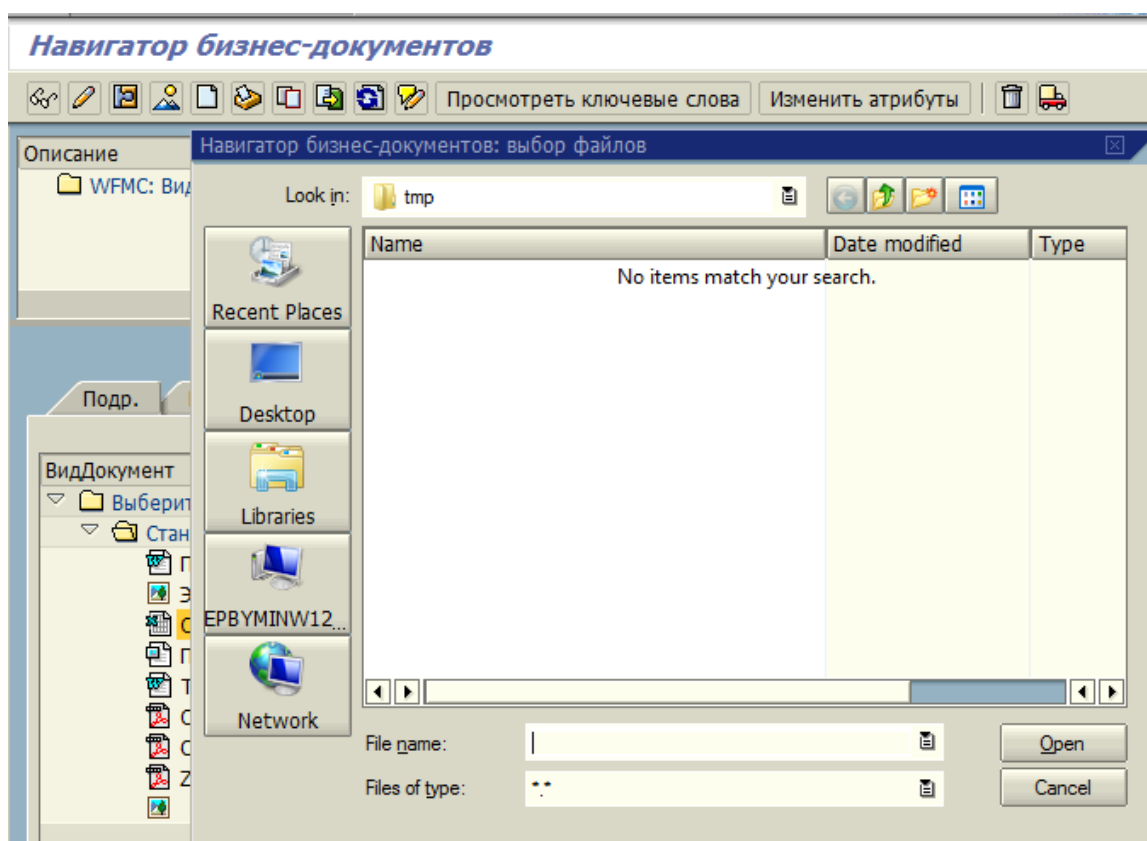 Навигатор бизнес-документов
Просмотреть ключевые слова Изменить атрибуты
Навигатор бизнес-документов: выбор файлов
Описание
WFMC: Вид
Look in: tmp
Name Date modified Type
No items match your search.
Recent Places
Desktop
Подр.
Libraries
ВидДокумент
Выберит
Стан
П
Э
С
П
Т
С
С
Z
EPBYMINW12...
Network
File name:
Open
Files of type: *.*
Cancel